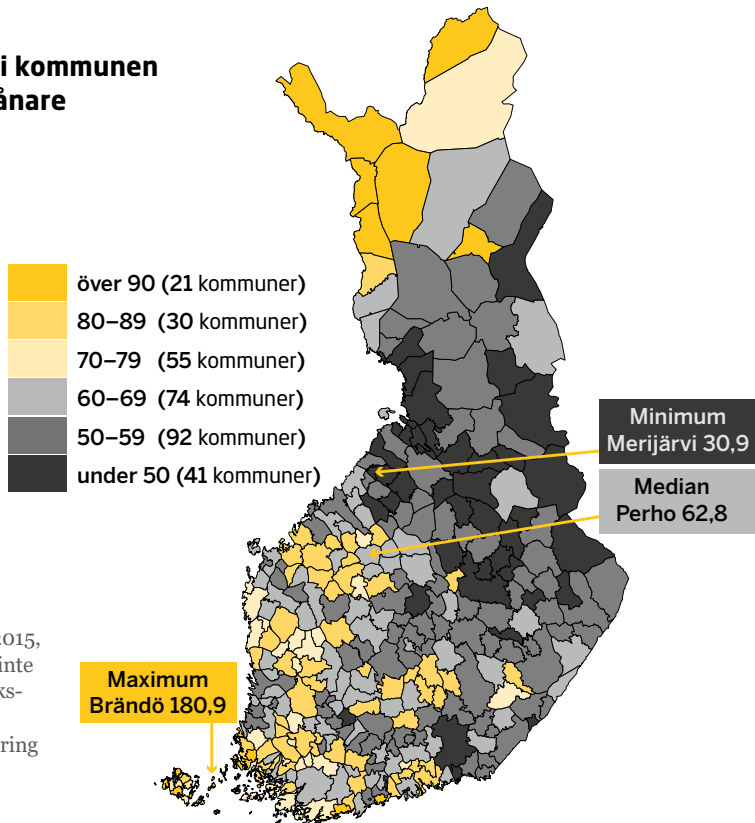 i kommunen
ånare
över 90 (21 kommuner)
80–89 (30 kommuner)
70–79 (55 kommuner)
60–69 (74 kommuner)
50–59 (92 kommuner)
under 50 (41 kommuner)
Minimum
Merijärvi 30,9
Median
Perho 62,8
Maximum
Brändö 180,9
2015,
inte
ks-
ring